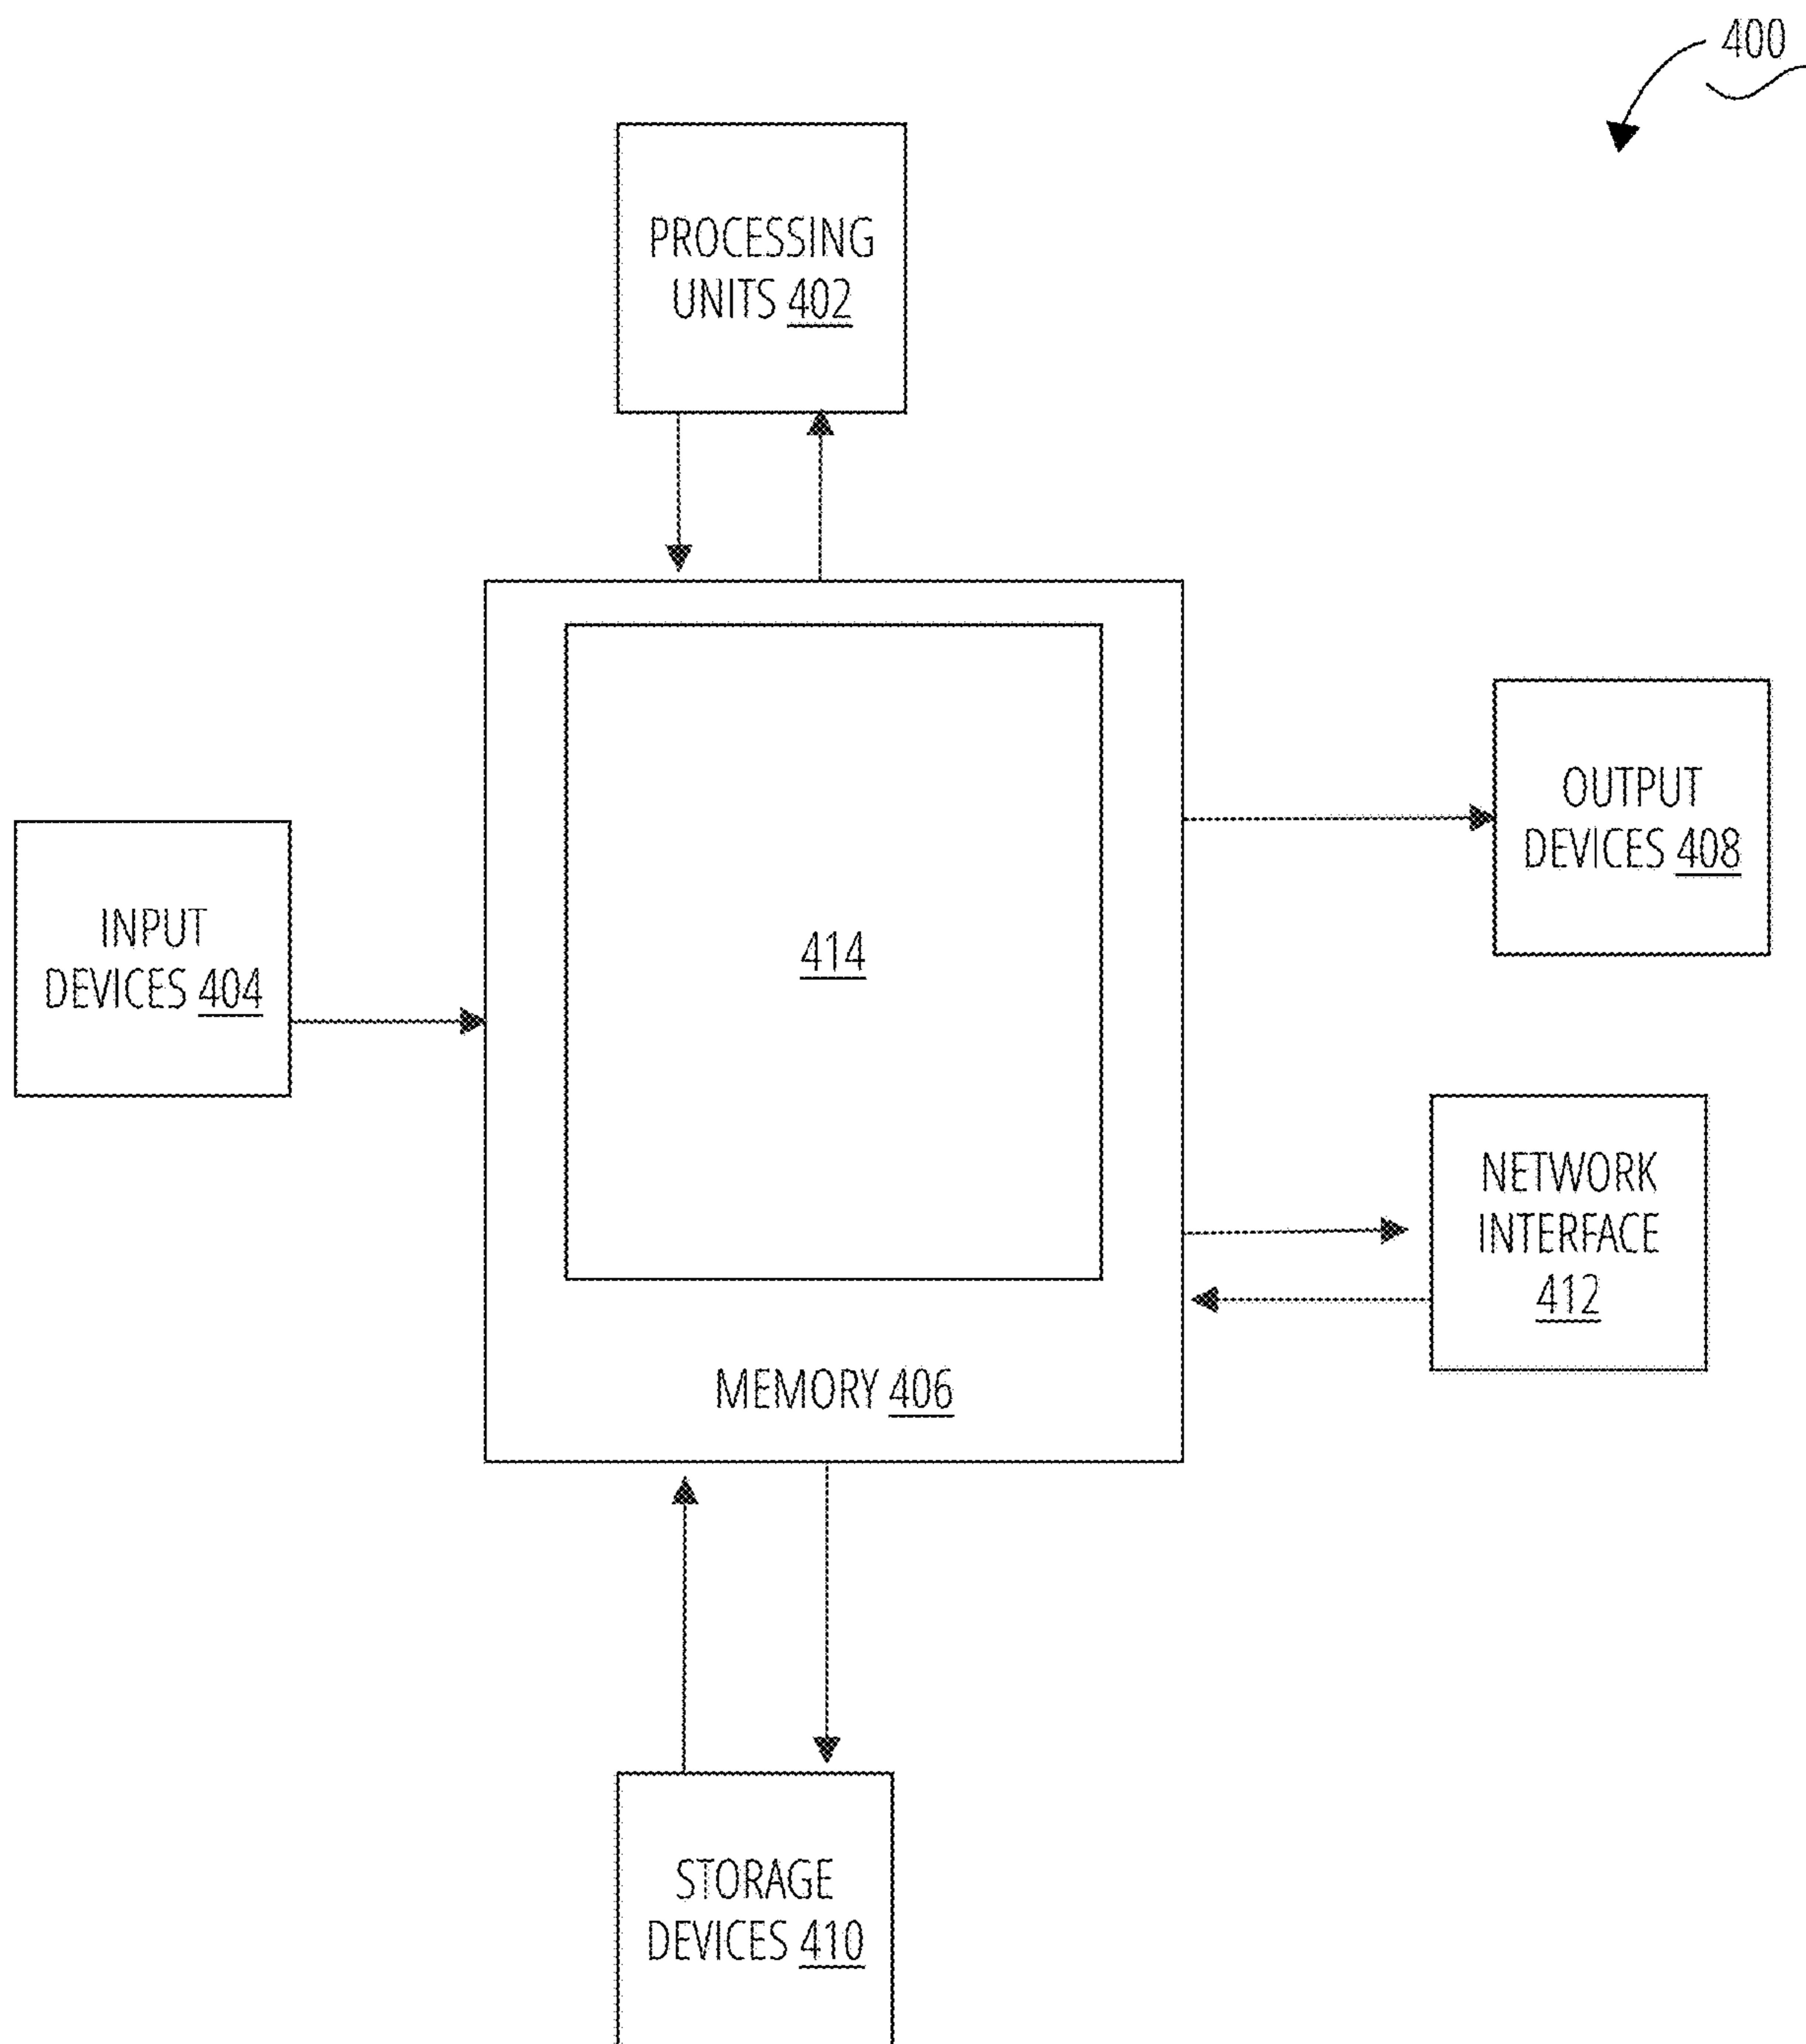 400
PROCESSING
UNITS 402
OUTPUT
DEVICES 408
INPUT
DEVICES 404
414
NETWORK
INTERFACE
412
MEMORY 406
STORAGE
DEVICES 410